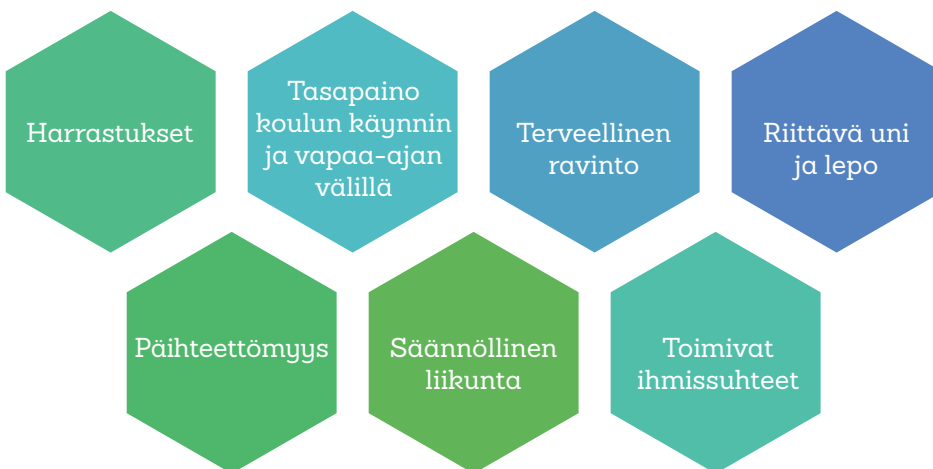 Harrastukset
Tasapaino
koulun käynnin
ja vapaa-ajan
välillä
Terveellinen
ravinto
Riittävä uni
ja lepo
Päihteettömyys
Säännöllinen
liikunta
Toimivat
ihmissuhteet